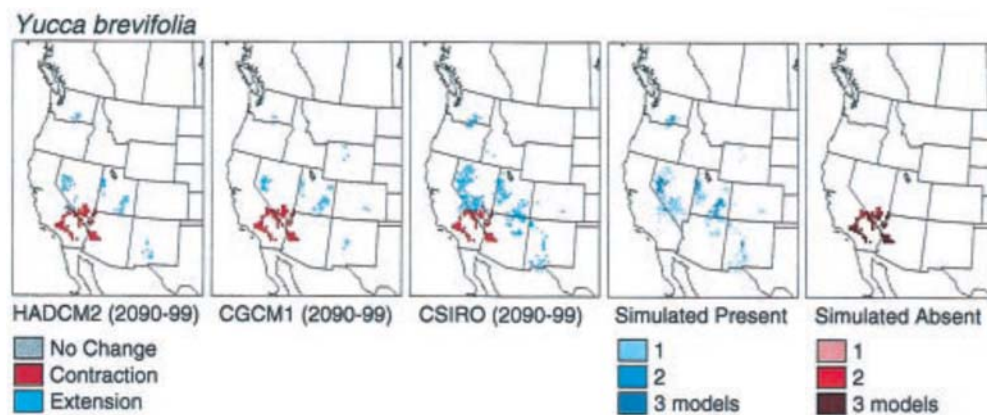 Yucca brevifolia
HADCM2 (2090-99)
CGCM1 (2090-99)
CSIRO (2090-99)
Simulated Present
Simulated Absent
No Change
Contraction
Extension
1
2
3 models
1
2
3 models